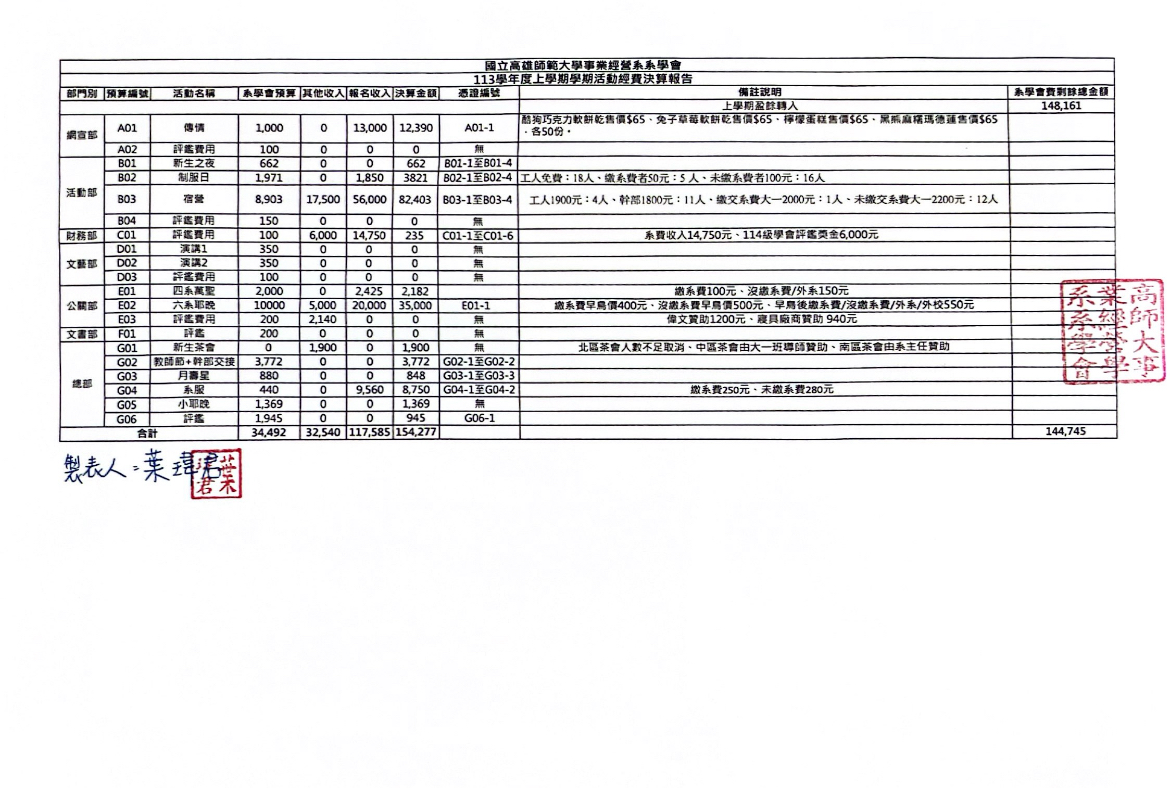 國立高雄師範大學事業經營系系學會
113學年度上學期學期活動經費決算報告
部門別 預算編號 活動名稱 系學會預算 其他收入 報名收入 決算金額 憑證編號 備註說明 系學會費剩餘總金額
上學期盈餘轉入 148,161
網宣部 A01 傳情 1,000 0 13,000 12,390 A01-1 酷狗巧克力軟餅乾售價$65、兔子草莓軟餅乾售價$65、檸檬蛋糕售價$65、黑熊麻糬瑪德蓮售價$65
、各50份。
A02 評鑑費用 100 0 0 0 無
活動部 B01 新生之夜 662 0 0 662 B01-1至B01-4
B02 制服日 1,971 0 1,850 3821 B02-1至B02-4 工人免費：18人、繳系費者50元：5 人、未繳系費者100元：16人
B03 宿營 8,903 17,500 56,000 82,403 B03-1至B03-4 工人1900元：4人、幹部1800元：11人、繳交系費大一2000元：1人、未繳交系費大一2200元：12人
B04 評鑑費用 150 0 0 0 無
財務部 C01 評鑑費用 100 6,000 14,750 235 C01-1至C01-6 系費收入14,750元、114級學會評鑑獎金6,000元
文藝部 D01 演講1 350 0 0 0 無
D02 演講2 350 0 0 0 無
D03 評鑑費用 100 0 0 0 無
公關部 E01 四系萬聖 2,000 0 2,425 2,182 繳系費100元、沒繳系費/外系150元
E02 六系耶晚 10000 5,000 20,000 35,000 E01-1 繳系費早鳥價400元、沒繳系費早鳥價500元、早鳥後繳系費/沒繳系費/外系/外校550元
E03 評鑑費用 200 2,140 0 0 無 偉文贊助1200元、寢具廠商贊助 940元
文書部 F01 評鑑 200 0 0 0 無
總部 G01 新生茶會 0 1,900 0 1,900 無 北區茶會人數不足取消、中區茶會由大一班導師贊助、南區茶會由系主任贊助
G02 教師節+幹部交接 3,772 0 0 3,772 G02-1至G02-2
G03 月壽星 880 0 0 848 G03-1至G03-3
G04 系服 440 0 9,560 8,750 G04-1至G04-2 繳系費250元、未繳系費280元
G05 小耶晚 1,369 0 0 1,369 無
G06 評鑑 1,945 0 0 945 G06-1
合計 34,492 32,540 117,585 154,277 144,745
高師大事
業經營學
系系學會
製表人：葉瑋君